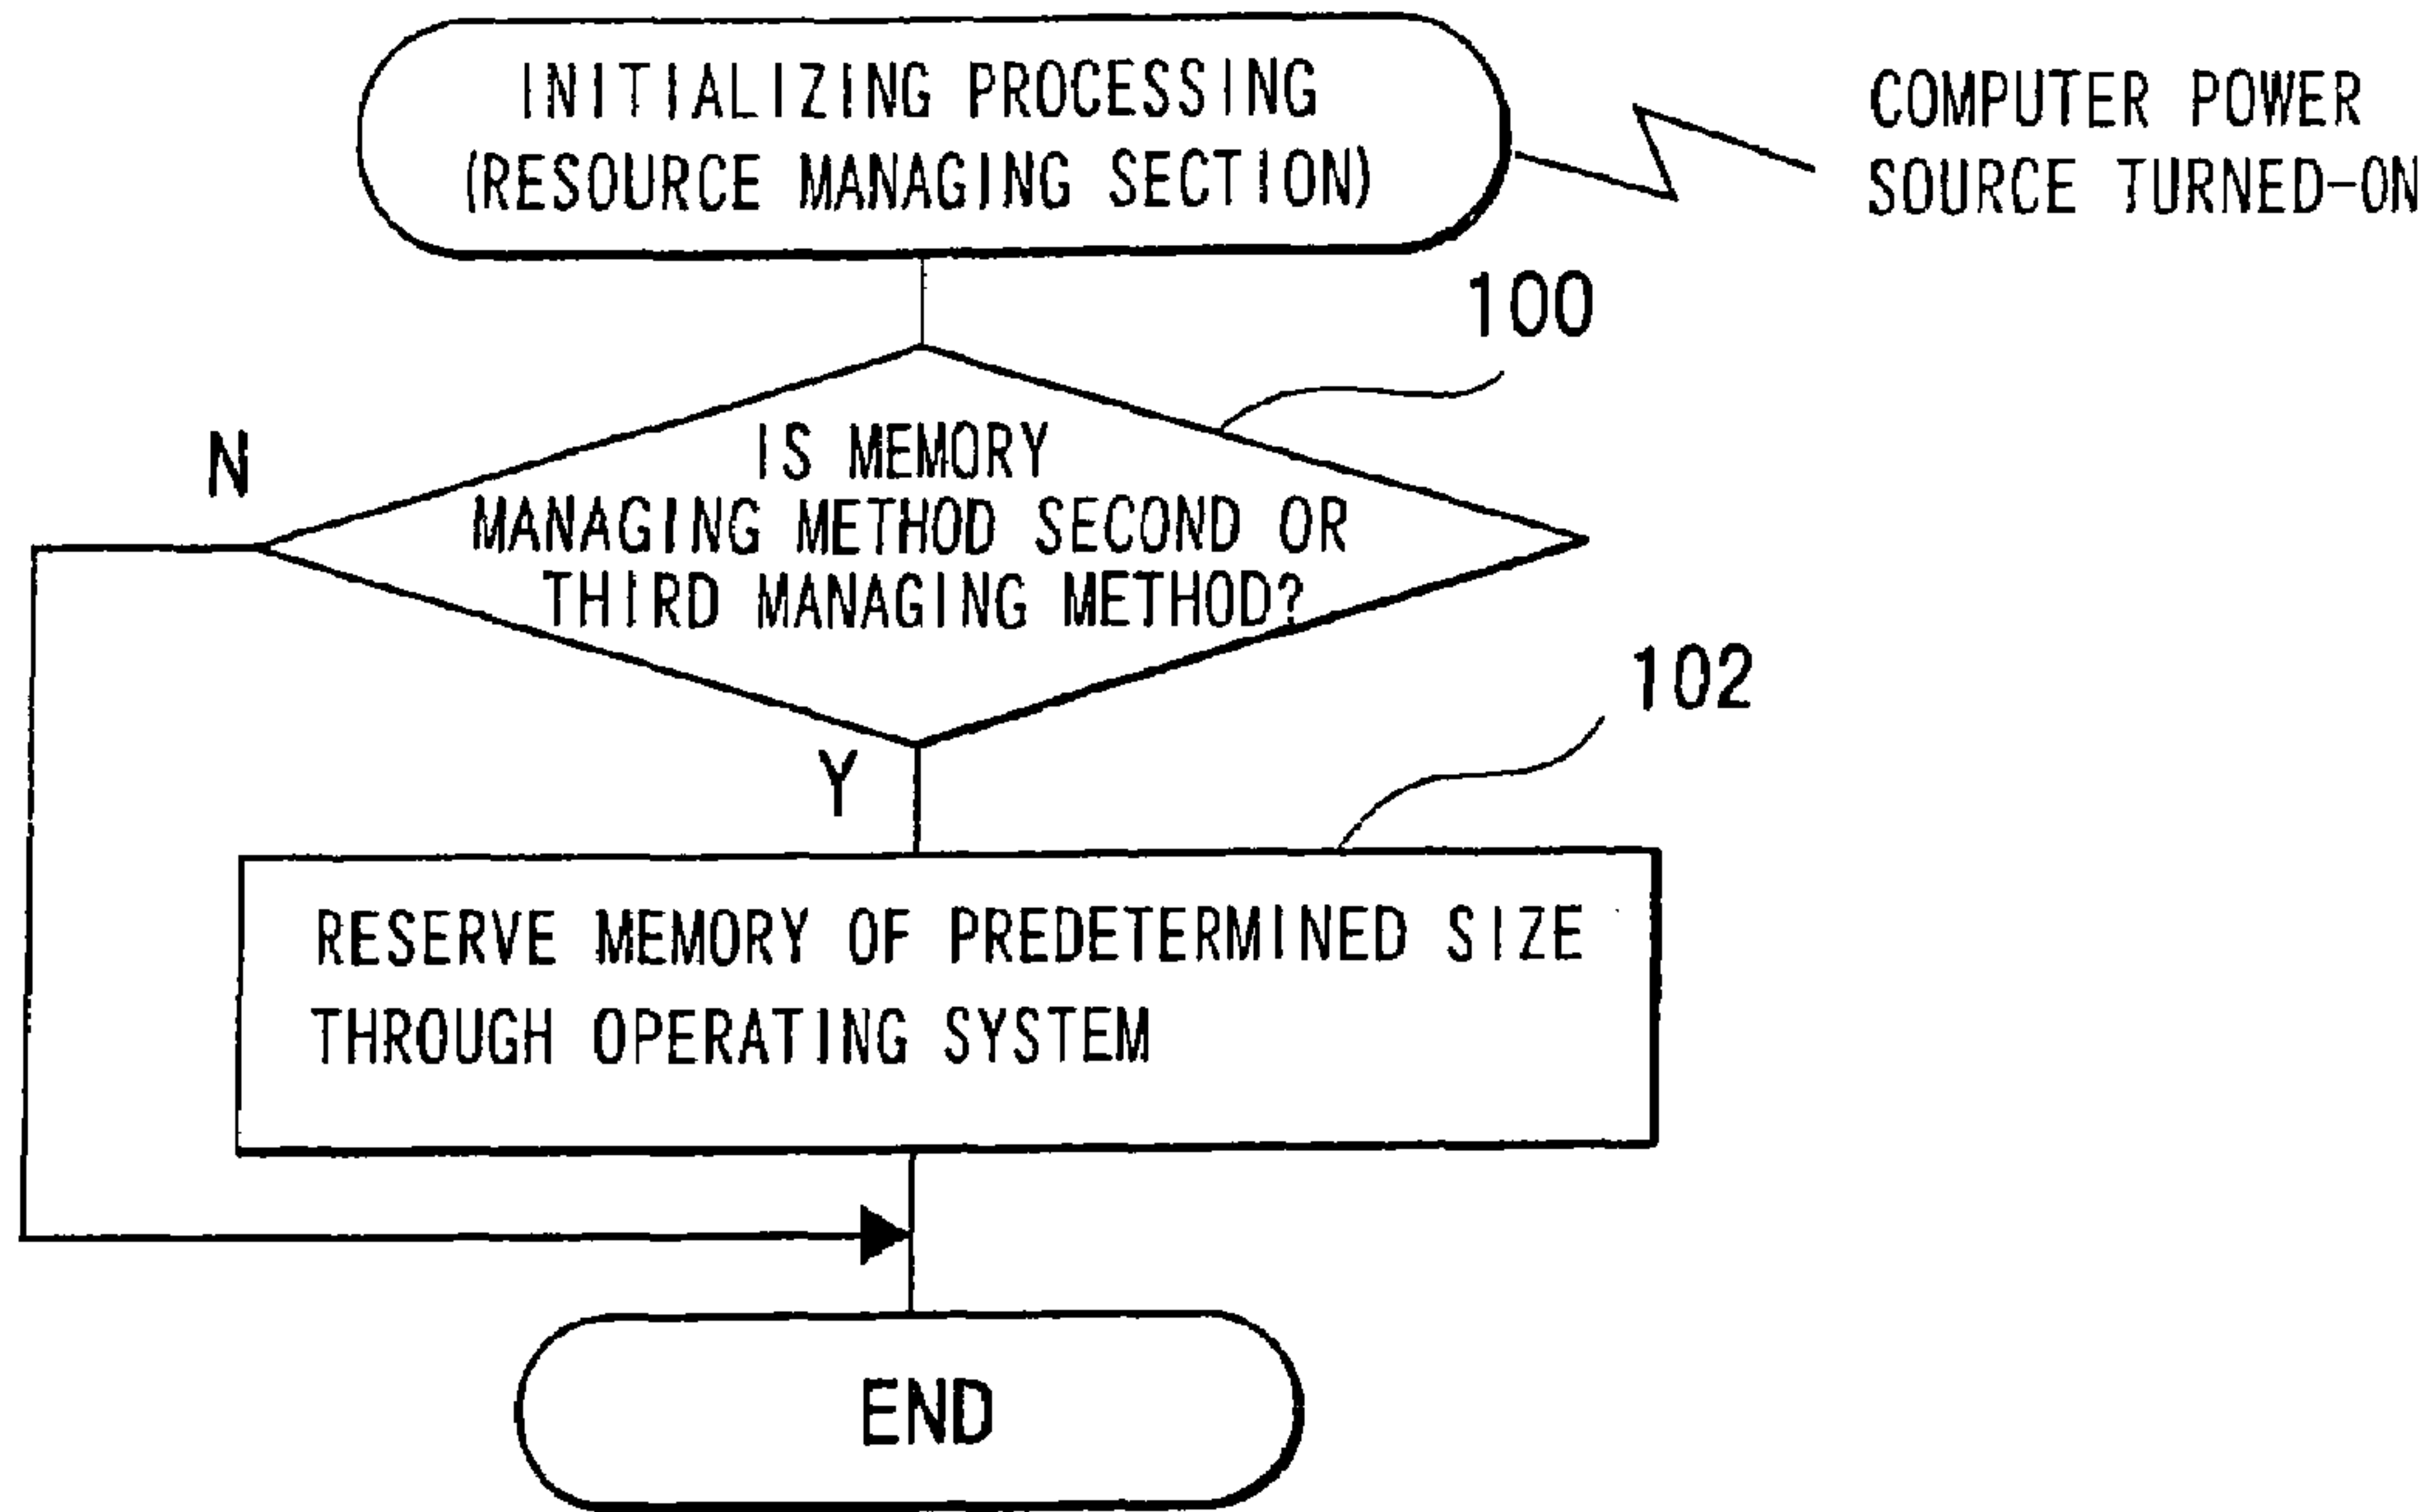 INITIALIZING PROCESSING
(RESOURCE MANAGING SECTION)
COMPUTER POWER
SOURCE TURNED-ON
100
N
IS MEMORY
MANAGING METHOD SECOND OR
THIRD MANAGING METHOD?
102
Y
RESERVE MEMORY OF PREDETERMINED SIZE
THROUGH OPERATING SYSTEM
END